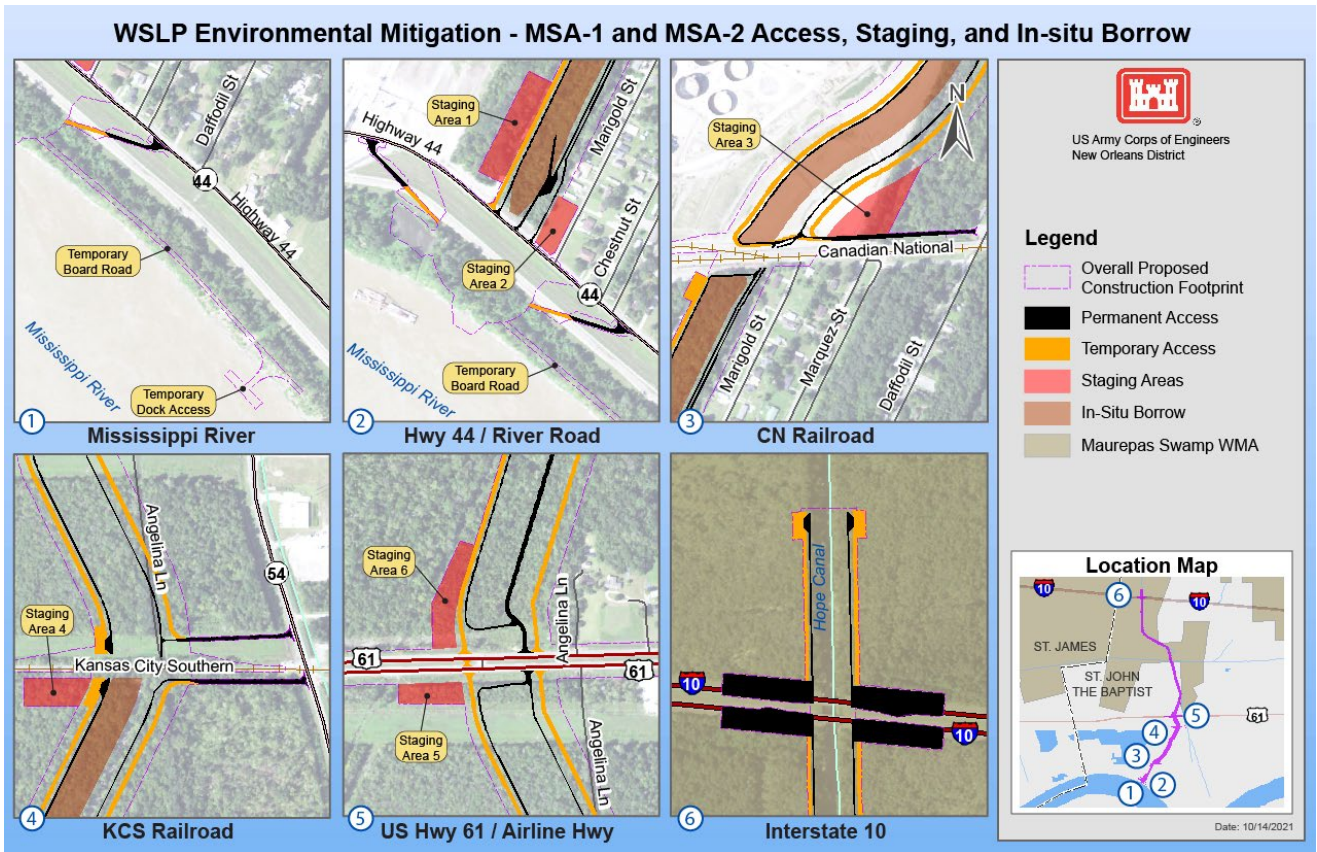 WSLP Environmental Mitigation - MSA-1 and MSA-2 Access, Staging, and In-situ Borrow
Daffodil St
44
Highway 44
Temporary
Board Road
Mississippi River
Temporary
Dock Access
1
Mississippi River
Staging
Area 1
Highway 44
Marigold St
Chestnut St
Staging
Area 2
44
Mississippi River
Temporary
Board Road
2
Hwy 44 / River Road
N
Staging
Area 3
Canadian National
Marigold St
Marquez St
Daffodil St
3
CN Railroad
Angelina Ln
54
Staging
Area 4
Kansas City Southern
4
KCS Railroad
Staging
Area 6
Angelina Ln
61
61
Staging
Area 5
Angelina Ln
5
US Hwy 61 / Airline Hwy
Hope Canal
10
10
6
Interstate 10
®
US Army Corps of Engineers
New Orleans District
Legend
Overall Proposed
Construction Footprint
Permanent Access
Temporary Access
Staging Areas
In-Situ Borrow
Maurepas Swamp WMA
Location Map
10
6
10
ST. JAMES
ST. JOHN
THE BAPTIST
5
61
4
3
1
2
Date: 10/14/2021